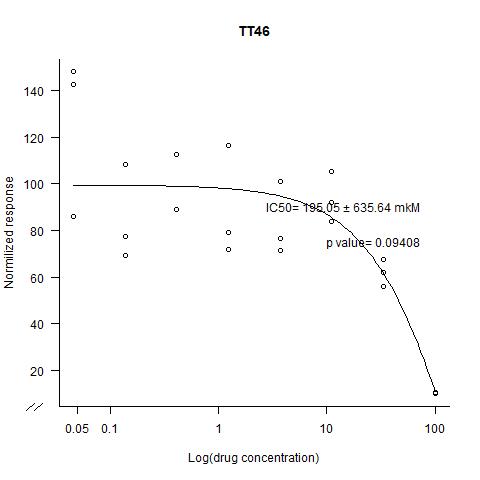 TT46
Normilized response
140
120
100
80
60
40
20
IC50= 195.05 ± 635.64 mkM
p value= 0.09408
0.05 0.1 1 10 100
Log(drug concentration)